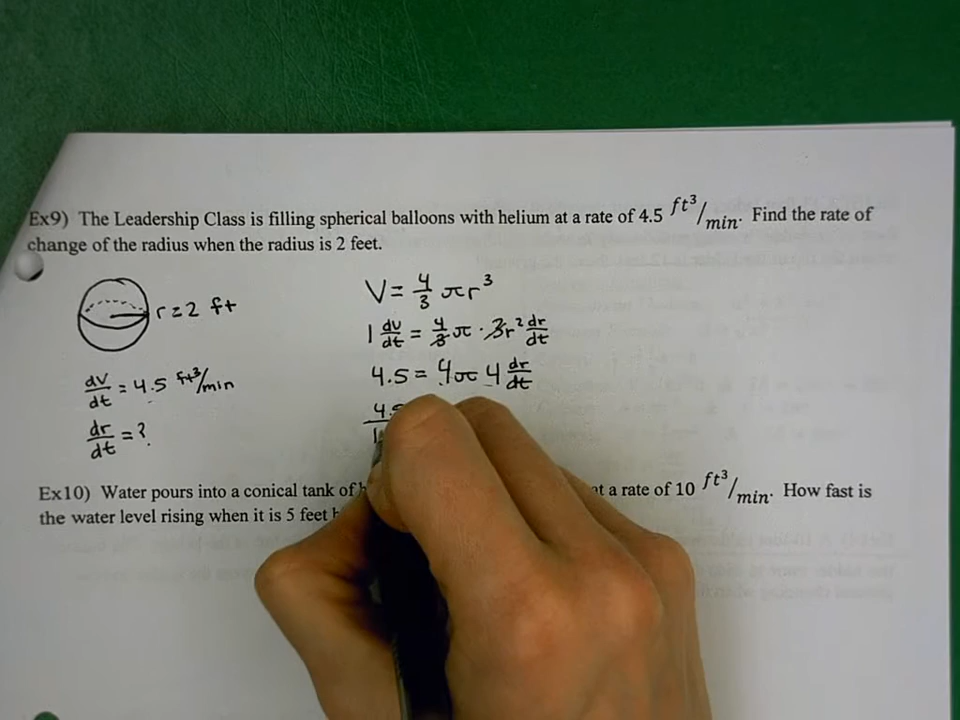 Ex9) The Leadership Class is filling spherical balloons with helium at a rate of 4.5 ft³/min. Find the rate of
change of the radius when the radius is 2 feet.
r=2 ft
dV/dt = 4.5 ft³/min
dr/dt = ?
V = 4/3 πr³
1 dV/dt = 4/3 π · 3r² dr/dt
4.5 = 4π 4 dr/dt
4.5
1
Ex10) Water pours into a conical tank of at a rate of 10 ft³/min. How fast is
the water level rising when it is 5 feet